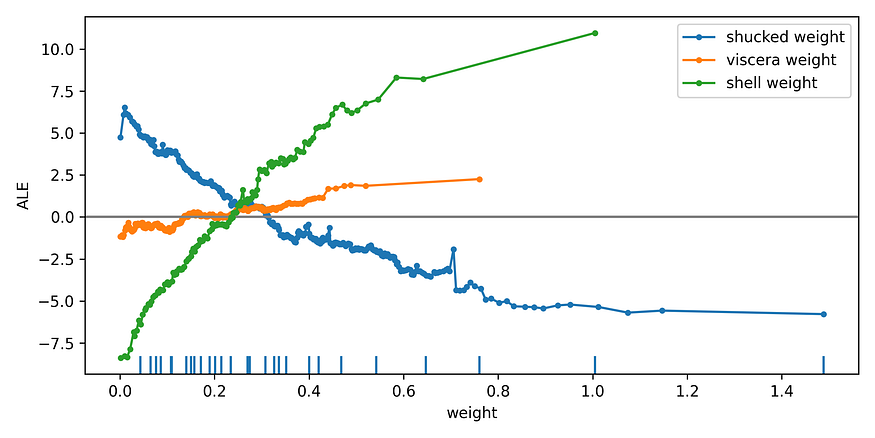 shucked weight
viscera weight
shell weight
10.0
7.5
5.0
2.5
0.0
−2.5
−5.0
−7.5
ALE
0.0 0.2 0.4 0.6 0.8 1.0 1.2 1.4
weight